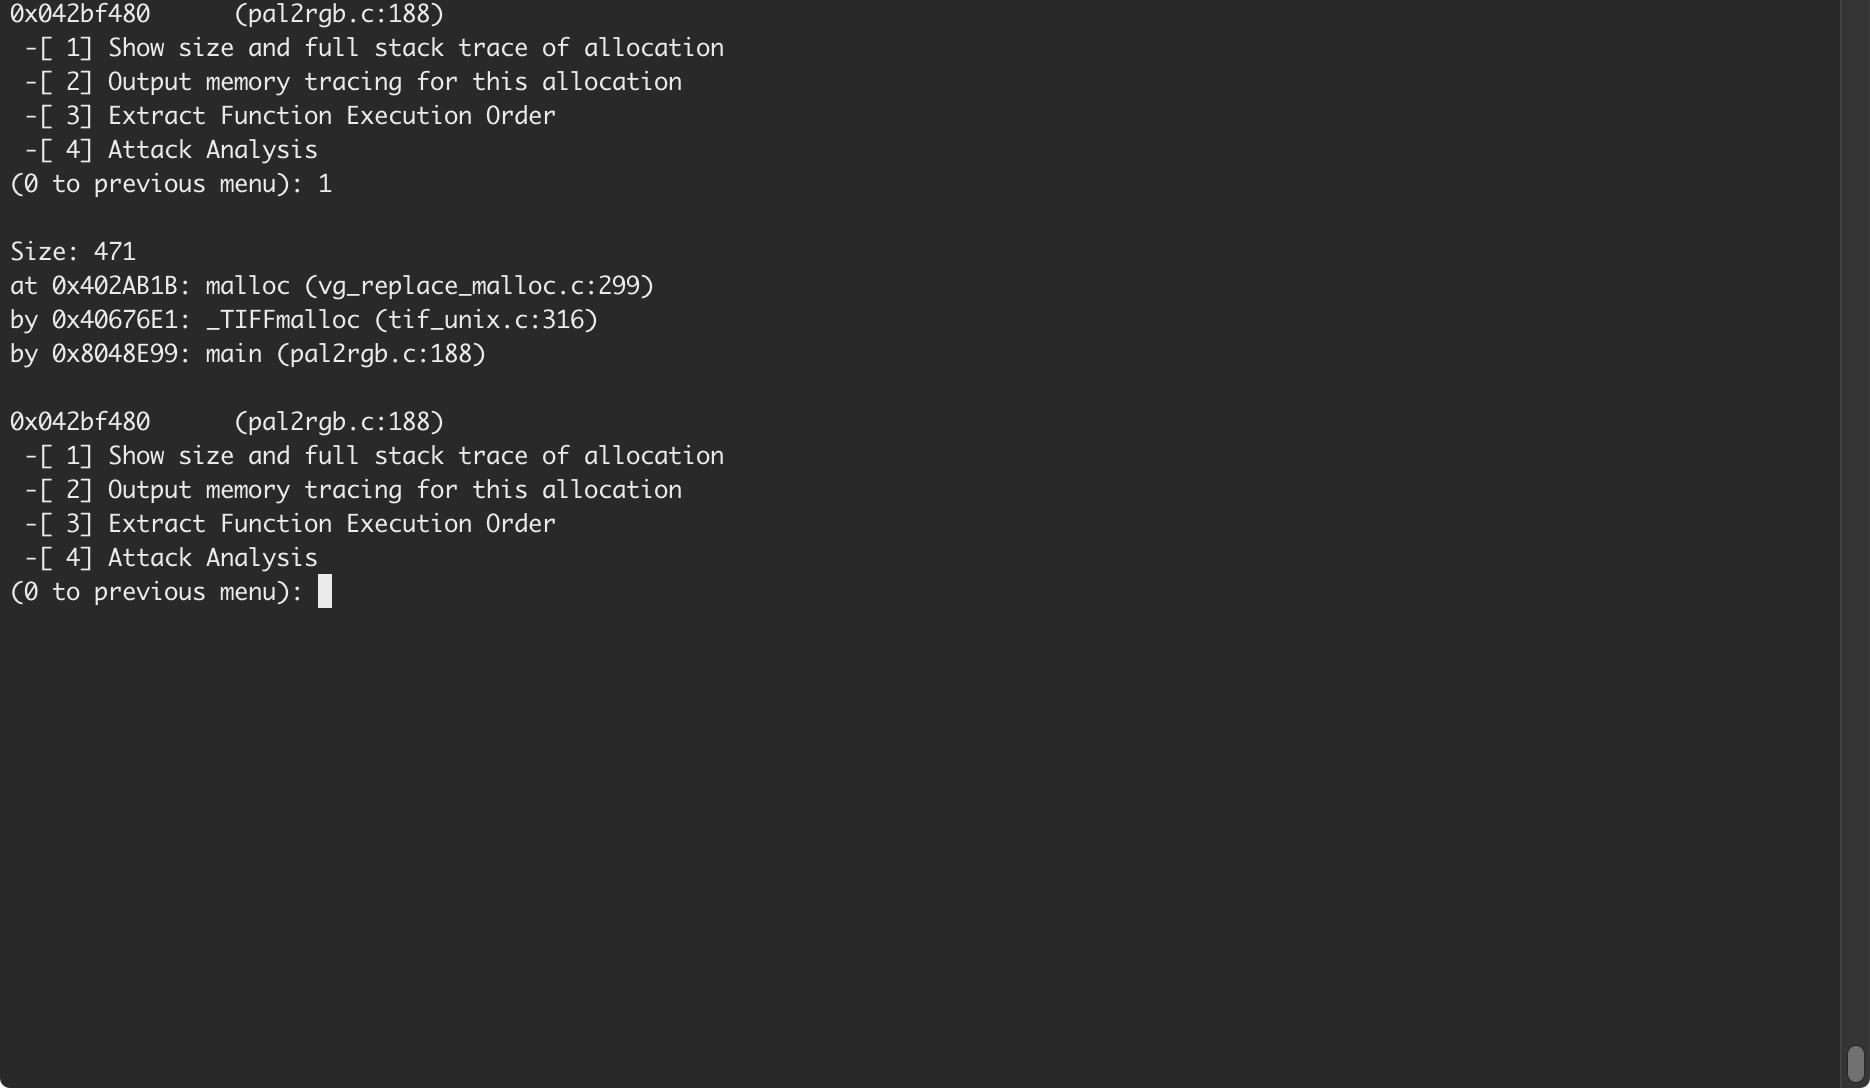 0x042bf480      (pal2rgb.c:188)
 -[ 1] Show size and full stack trace of allocation
 -[ 2] Output memory tracing for this allocation
 -[ 3] Extract Function Execution Order
 -[ 4] Attack Analysis
(0 to previous menu): 1

Size: 471
at 0x402AB1B: malloc (vg_replace_malloc.c:299)
by 0x40676E1: _TIFFmalloc (tif_unix.c:316)
by 0x8048E99: main (pal2rgb.c:188)

0x042bf480      (pal2rgb.c:188)
 -[ 1] Show size and full stack trace of allocation
 -[ 2] Output memory tracing for this allocation
 -[ 3] Extract Function Execution Order
 -[ 4] Attack Analysis
(0 to previous menu):